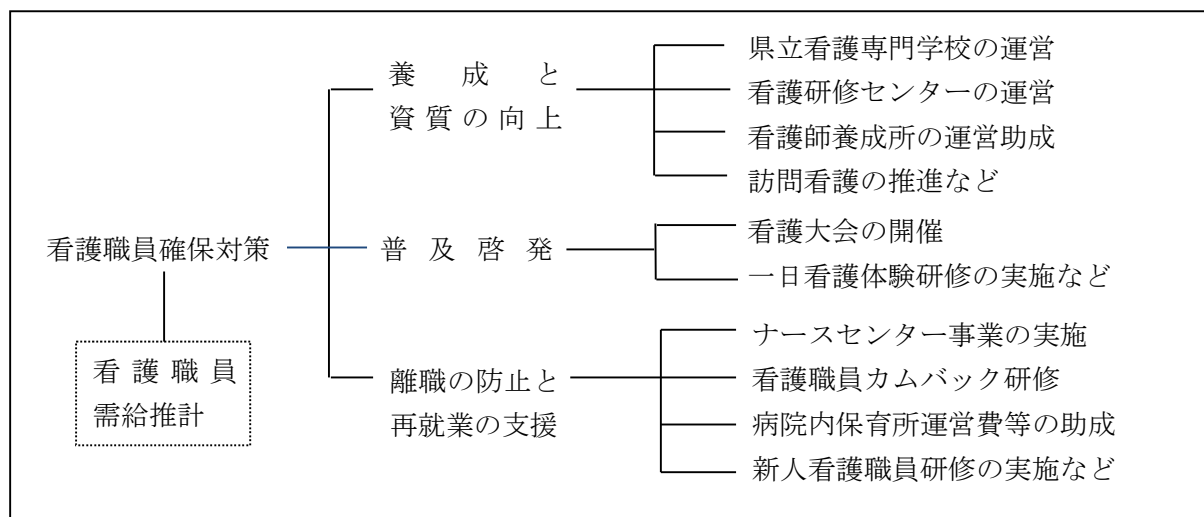 養成と
資質の向上
県立看護専門学校の運営
看護研修センターの運営
看護師養成所の運営助成
訪問看護の推進など
看護職員確保対策
普及啓発
看護大会の開催
一日看護体験研修の実施など
看護職員
需給推計
離職の防止と
再就業の支援
ナースセンター事業の実施
看護職員カムバック研修
病院内保育所運営費等の助成
新人看護職員研修の実施など